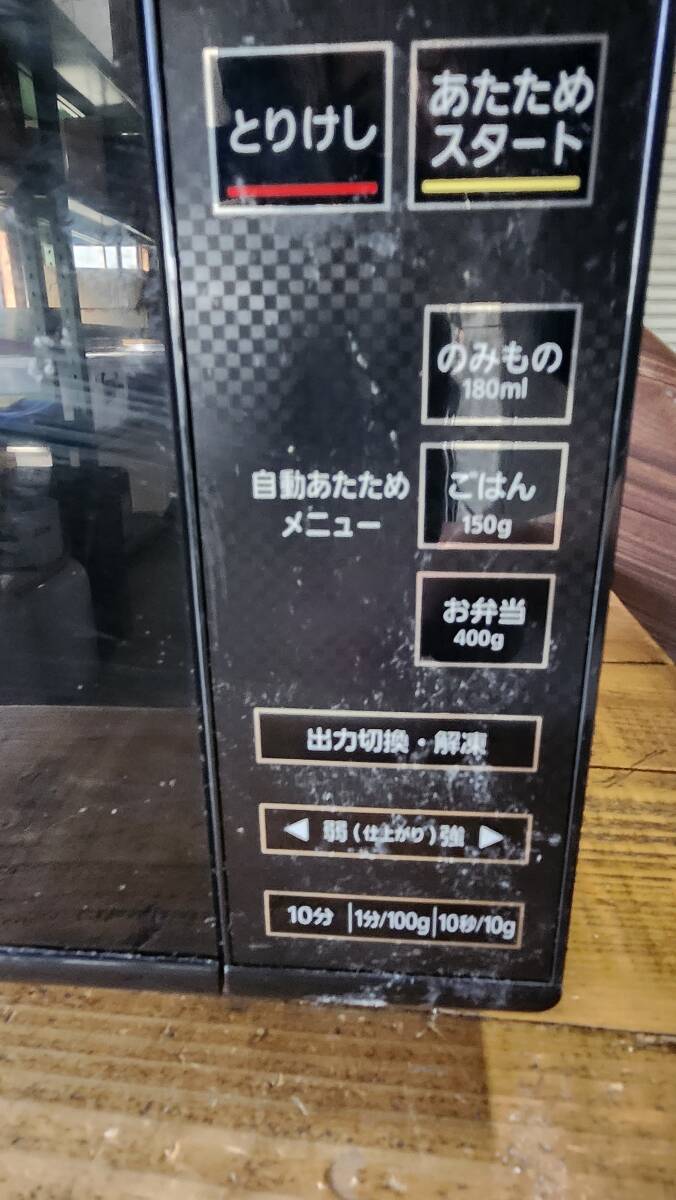 とりけし
あたため
スタート
のみもの
180ml
自動あたため
メニュー
ごはん
150g
お弁当
400g
出力切換・解凍
◀ 弱(仕上がり)強 ▶
10分 |1分/100g|10秒/10g